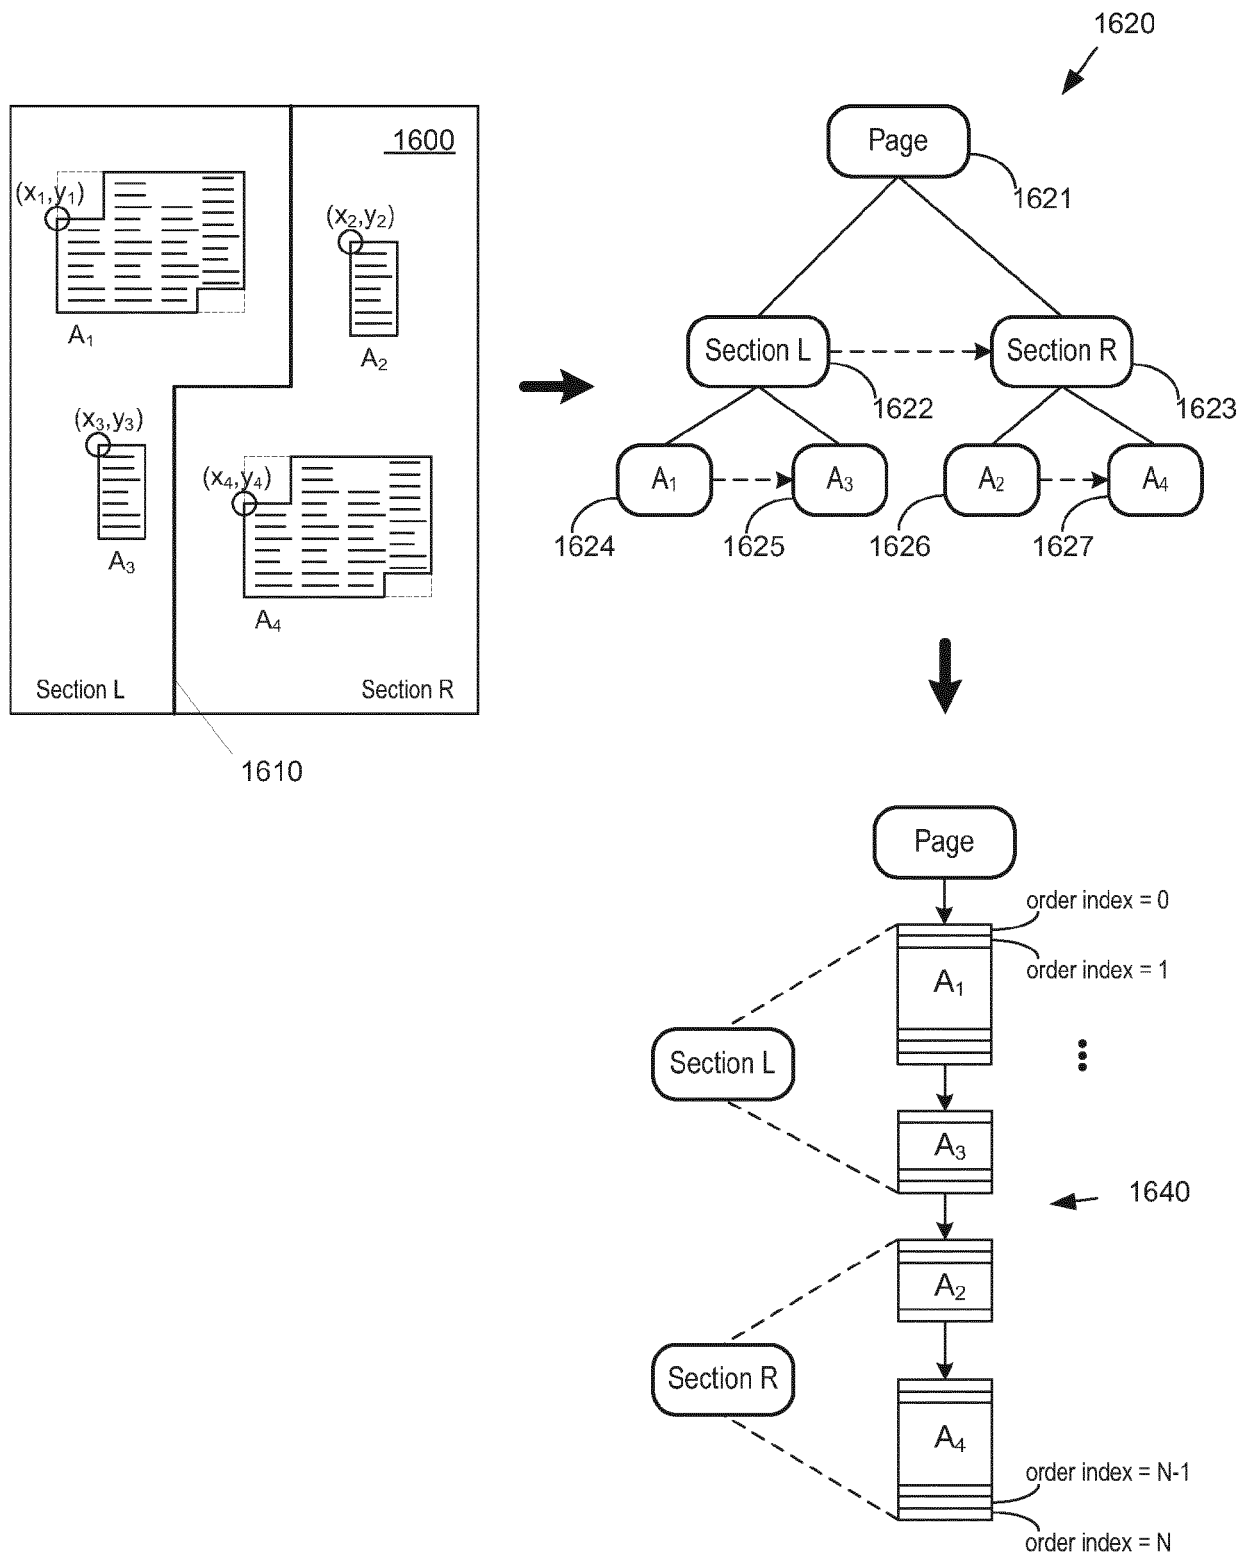 1620
1600
(x₁,y₁)
A₁
(x₂,y₂)
A₂
(x₃,y₃)
A₃
(x₄,y₄)
A₄
Section L
Section R
1610
Page
1621
Section L
Section R
1622
1623
A₁
A₃
A₂
A₄
1624
1625
1626
1627
Page
order index = 0
order index = 1
A₁
Section L
A₃
1640
A₂
Section R
A₄
order index = N-1
order index = N